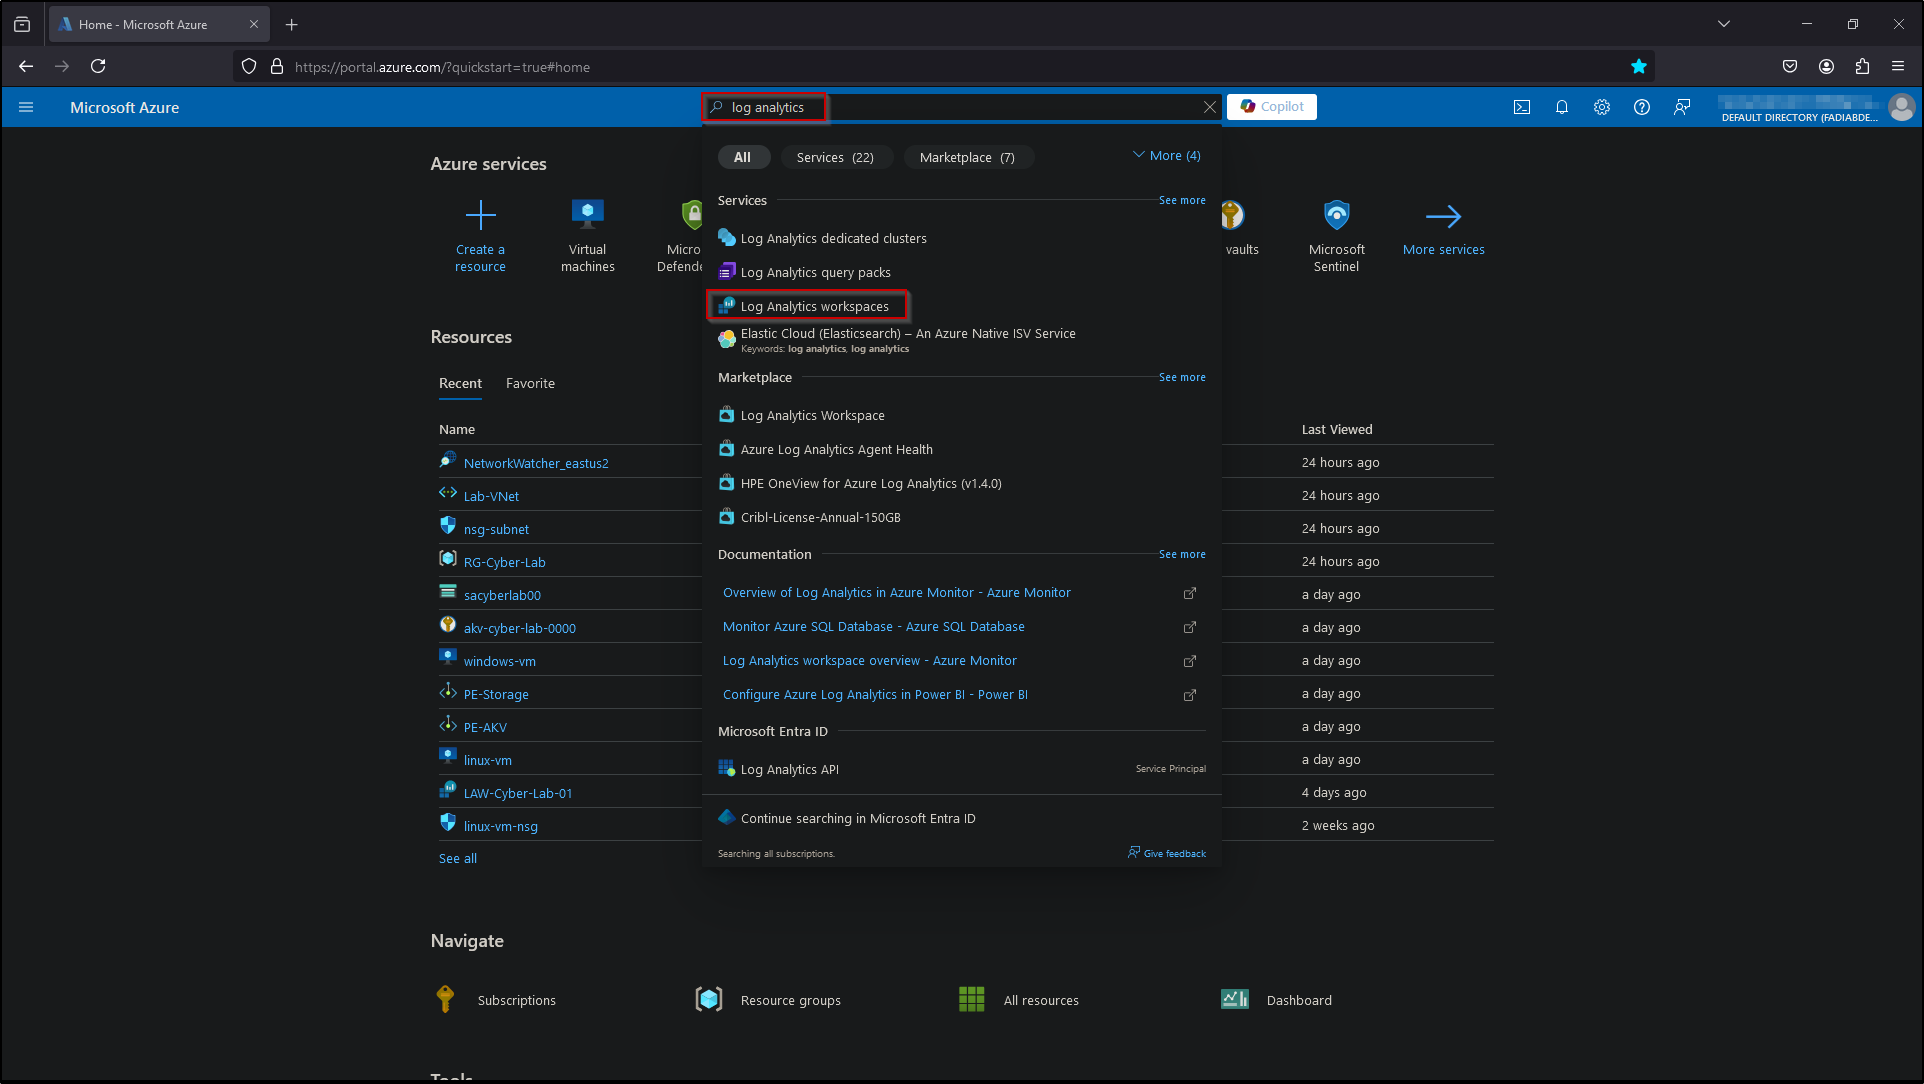 Home - Microsoft Azure
https://portal.azure.com/?quickstart=true#home
Microsoft Azure
log analytics
Copilot
DEFAULT DIRECTORY (FADIABDE...
All
Services (22)
Marketplace (7)
More (4)
Azure services
Create a
resource
Virtual
machines
Micro
Defende
vaults
Microsoft
Sentinel
More services
Services
See more
Log Analytics dedicated clusters
Log Analytics query packs
Log Analytics workspaces
Elastic Cloud (Elasticsearch) – An Azure Native ISV Service
Keywords: log analytics, log analytics
Marketplace
See more
Log Analytics Workspace
Azure Log Analytics Agent Health
HPE OneView for Azure Log Analytics (v1.4.0)
Cribl-License-Annual-150GB
Documentation
See more
Overview of Log Analytics in Azure Monitor - Azure Monitor
Monitor Azure SQL Database - Azure SQL Database
Log Analytics workspace overview - Azure Monitor
Configure Azure Log Analytics in Power BI - Power BI
Microsoft Entra ID
Log Analytics API
Service Principal
Continue searching in Microsoft Entra ID
Searching all subscriptions.
Give feedback
Resources
Recent
Favorite
Name
Last Viewed
NetworkWatcher_eastus2
24 hours ago
Lab-VNet
24 hours ago
nsg-subnet
24 hours ago
RG-Cyber-Lab
24 hours ago
sacyberlab00
a day ago
akv-cyber-lab-0000
a day ago
windows-vm
a day ago
PE-Storage
a day ago
PE-AKV
a day ago
linux-vm
a day ago
LAW-Cyber-Lab-01
4 days ago
linux-vm-nsg
2 weeks ago
See all
Navigate
Subscriptions
Resource groups
All resources
Dashboard
Tools